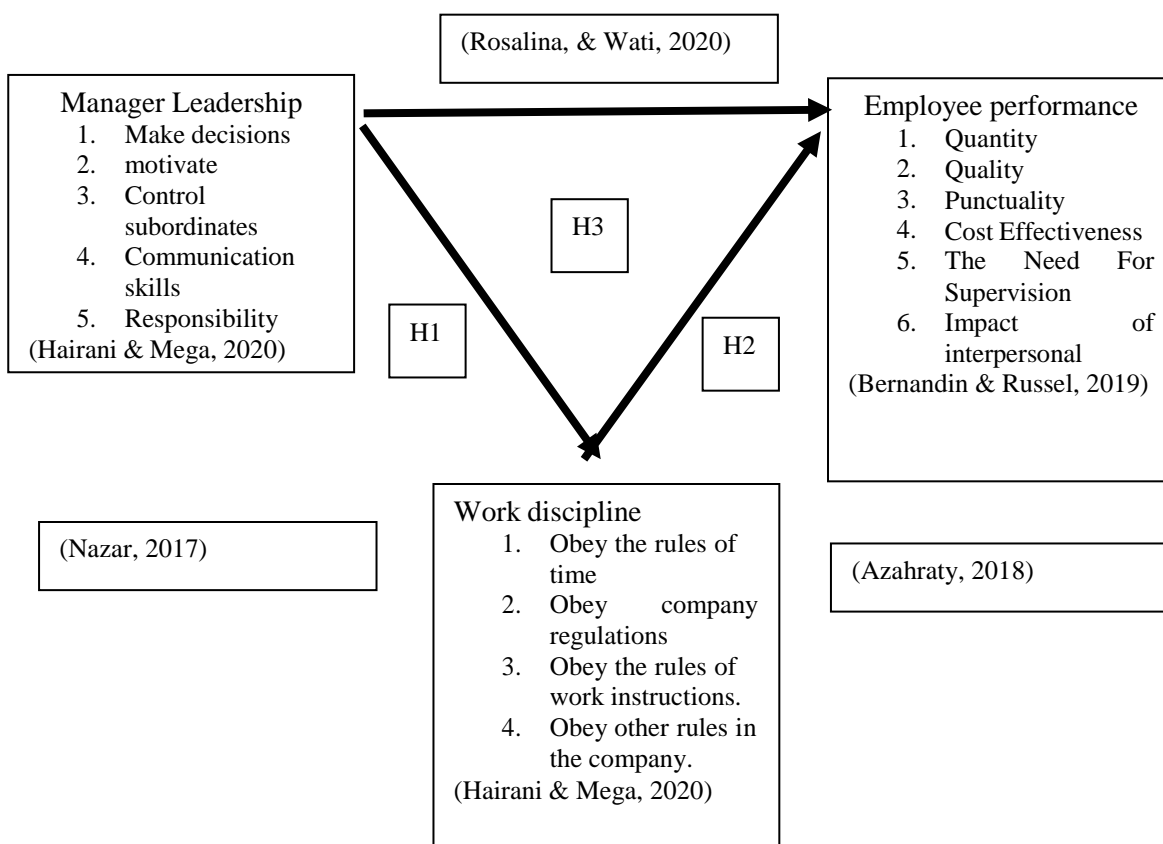 (Rosalina, & Wati, 2020)
Manager Leadership
1. Make decisions
2. motivate
3. Control
subordinates
4. Communication
skills
5. Responsibility
(Hairani & Mega, 2020)
Employee performance
1. Quantity
2. Quality
3. Punctuality
4. Cost Effectiveness
5. The Need For
Supervision
6. Impact of
interpersonal
(Bernandin & Russel, 2019)
H3
H1
H2
Work discipline
1. Obey the rules of
time
2. Obey company
regulations
3. Obey the rules of
work instructions.
4. Obey other rules in
the company.
(Hairani & Mega, 2020)
(Nazar, 2017)
(Azahraty, 2018)